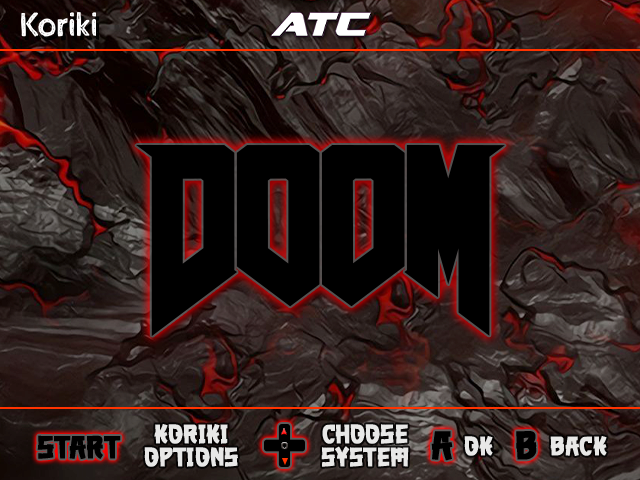 Koriki
ATC
DOOM
START
KORIKI
OPTIONS
CHOOSE
SYSTEM
A OK
B BACK